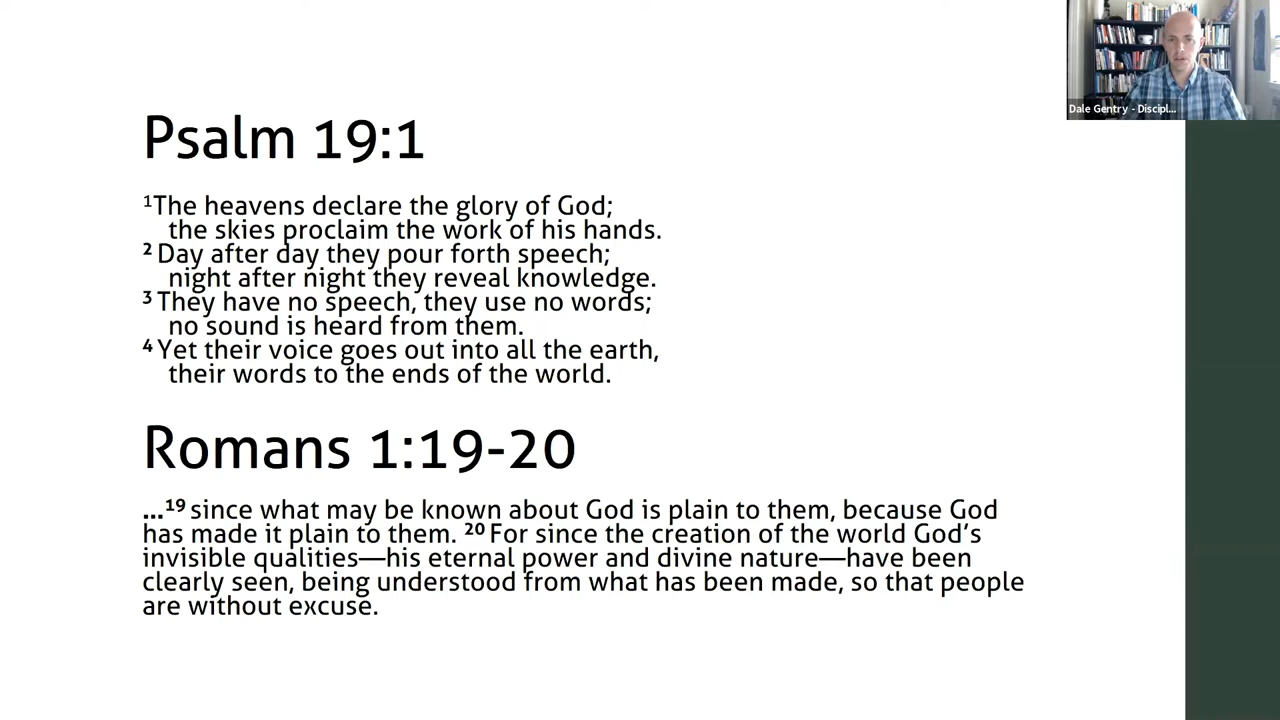 Dale Gentry - Discipl...
Psalm 19:1
¹The heavens declare the glory of God;
the skies proclaim the work of his hands.
² Day after day they pour forth speech;
night after night they reveal knowledge.
³ They have no speech, they use no words;
no sound is heard from them.
⁴ Yet their voice goes out into all the earth,
their words to the ends of the world.
Romans 1:19-20
...¹⁹ since what may be known about God is plain to them, because God
has made it plain to them. ²⁰ For since the creation of the world God’s
invisible qualities—his eternal power and divine nature—have been
clearly seen, being understood from what has been made, so that people
are without excuse.